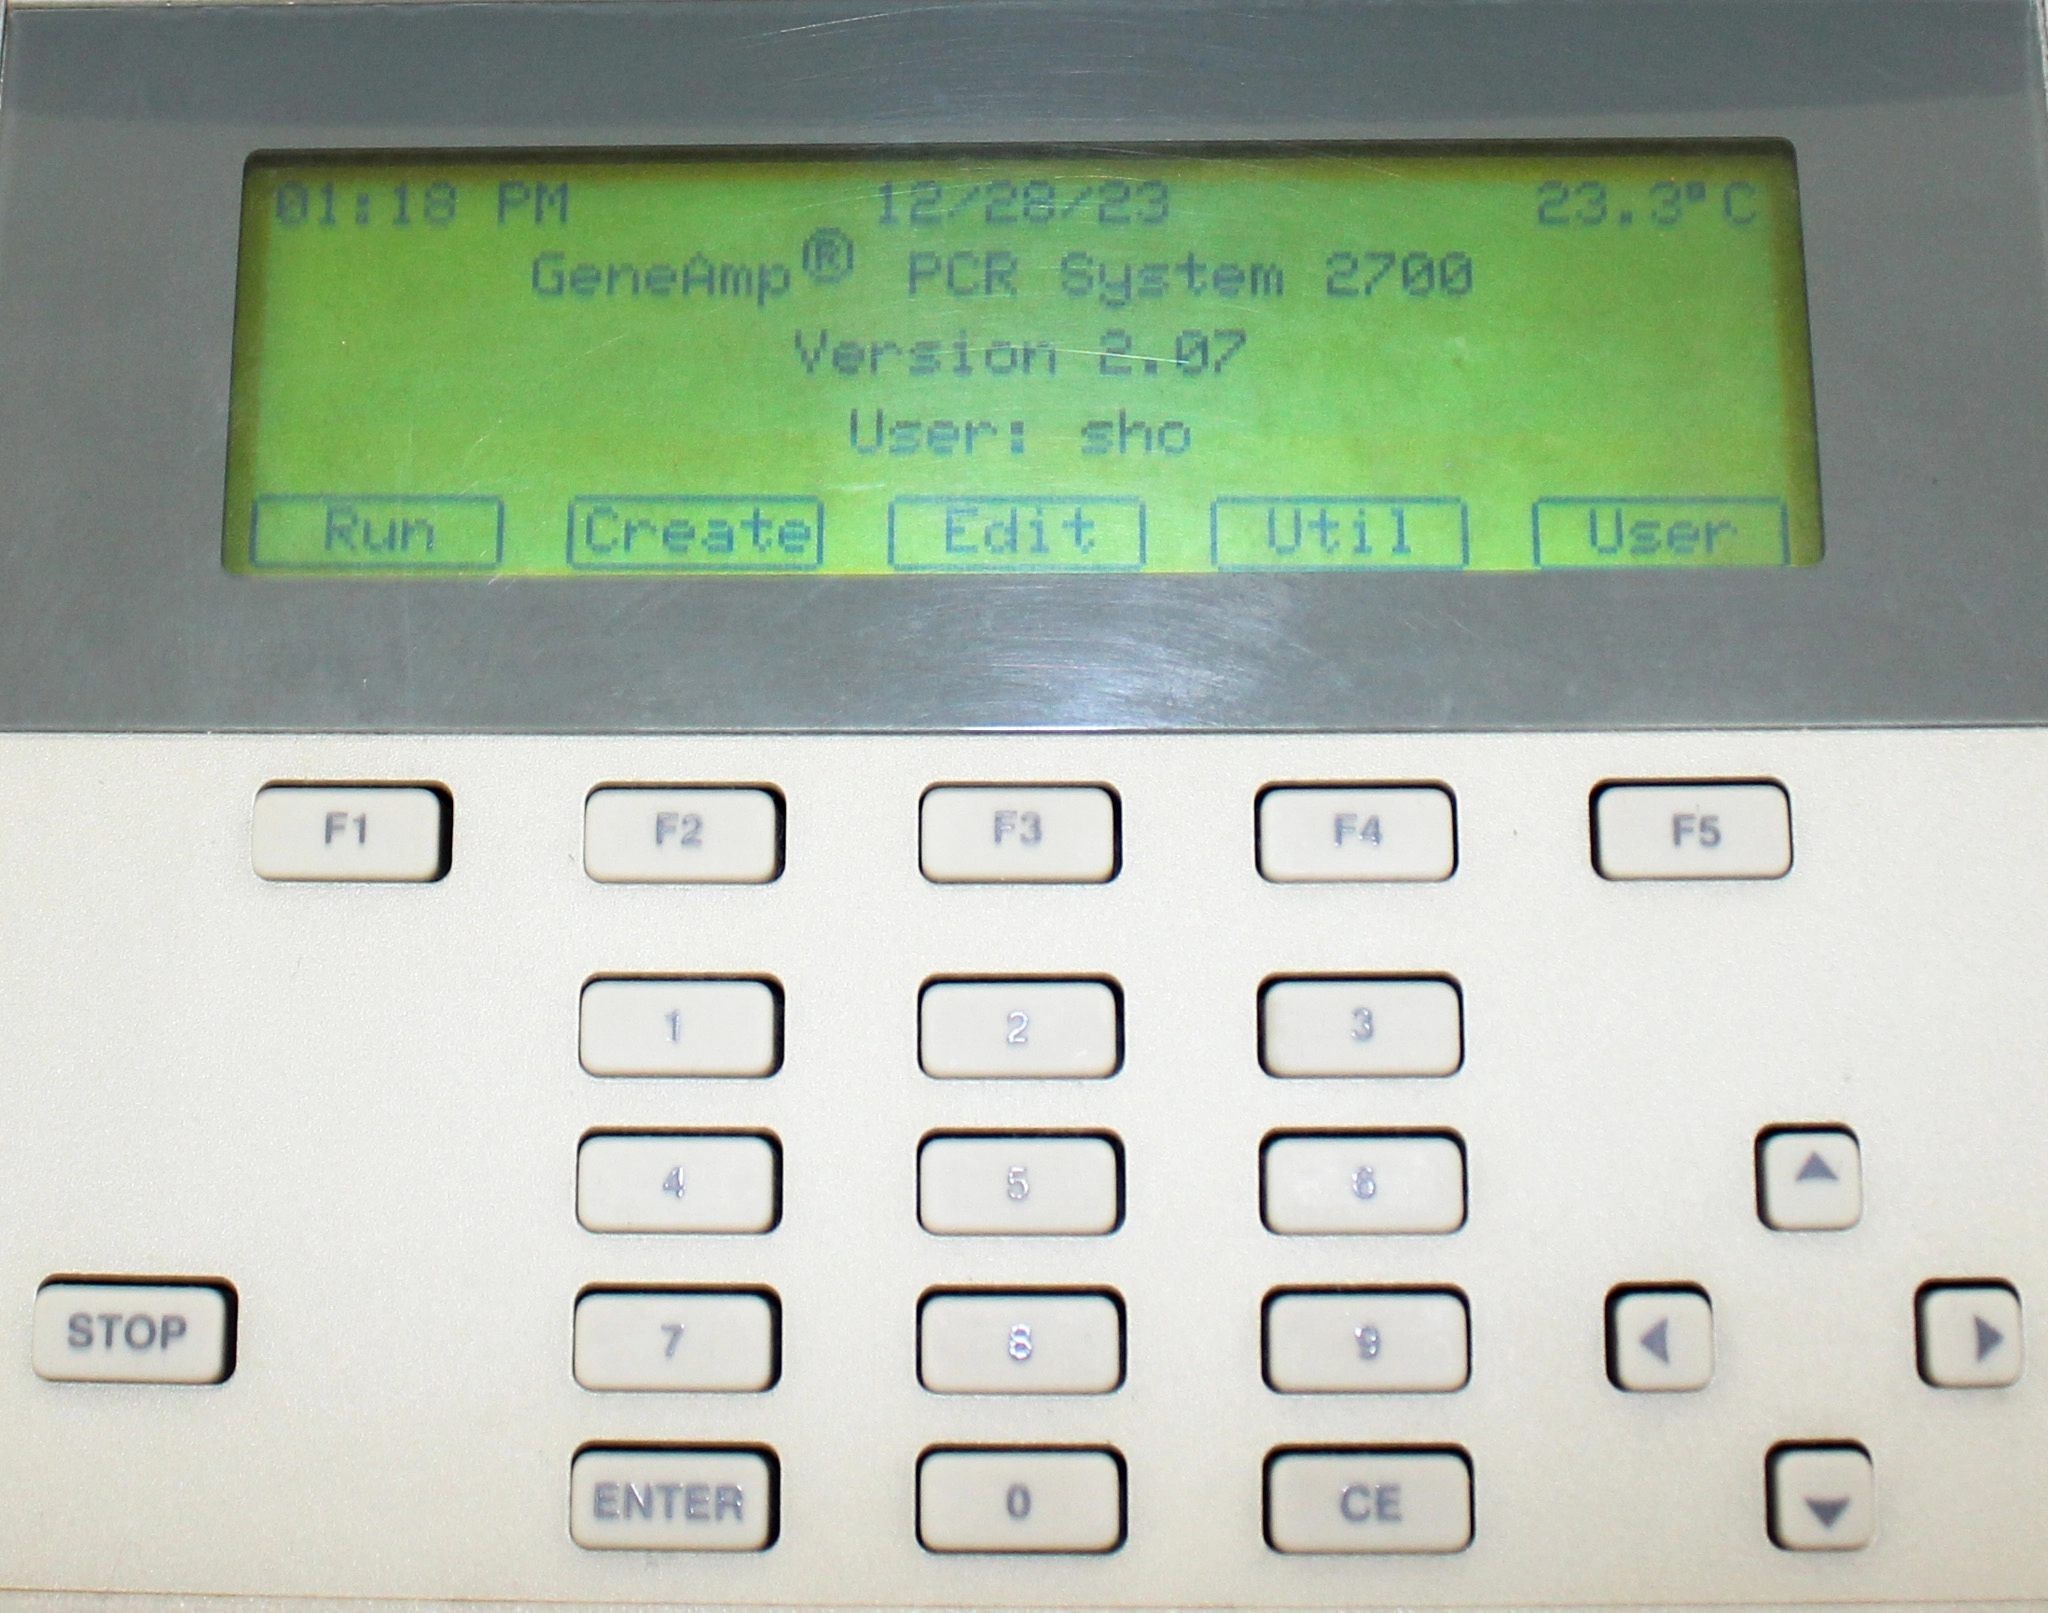 01:18 PM 12/28/23 23.3°C
GeneAmp® PCR System 2700
Version 2.07
User: sho
Run Create Edit Util User
F1 F2 F3 F4 F5
1 2 3
4 5 6
STOP 7 8 9
ENTER 0 CE